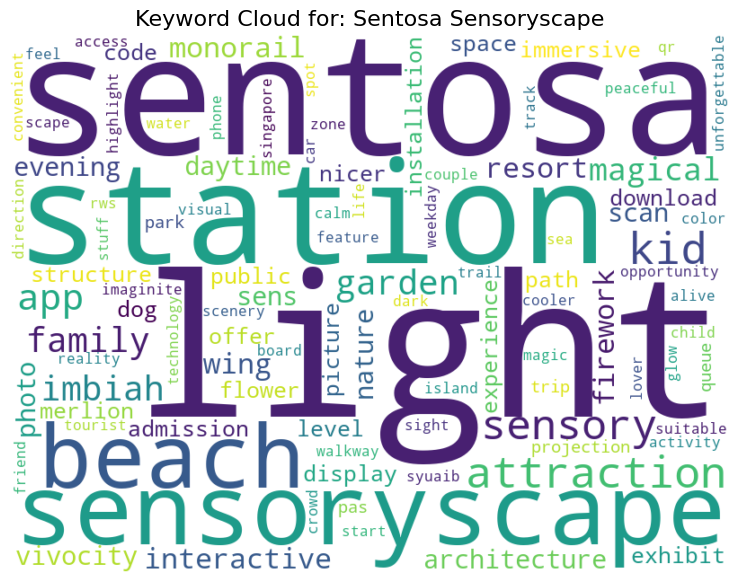 Keyword Cloud for: Sentosa Sensoryscape
feel
access
code
monorail
space
immersive
qr
unforgettable
convenient
sentosa
scape
highlight
water
phone
singapore
spot
zone
car
installation
track
peaceful
evening
daytime
nicer
couple
resort
magical
direction
station
rws
stuff
park
visual
calm
life
feature
weekday
sea
download
scan
color
kid
structure
public
garden
trail
path
opportunity
app
imaginite
sens
light
dark
cooler
firework
alive
dog
scenery
technology
offer
family
reality
wing
board
picture
nature
experience
magic
child
glow
queue
lover
photo
imbiah
flower
island
trip
merlion
tourist
admission
level
sight
sensory
suitable
friend
beach
walkway
projection
activity
display
syuaib
attraction
crowd
pas
start
sensoryscape
vivocity
interactive
architecture
exhibit